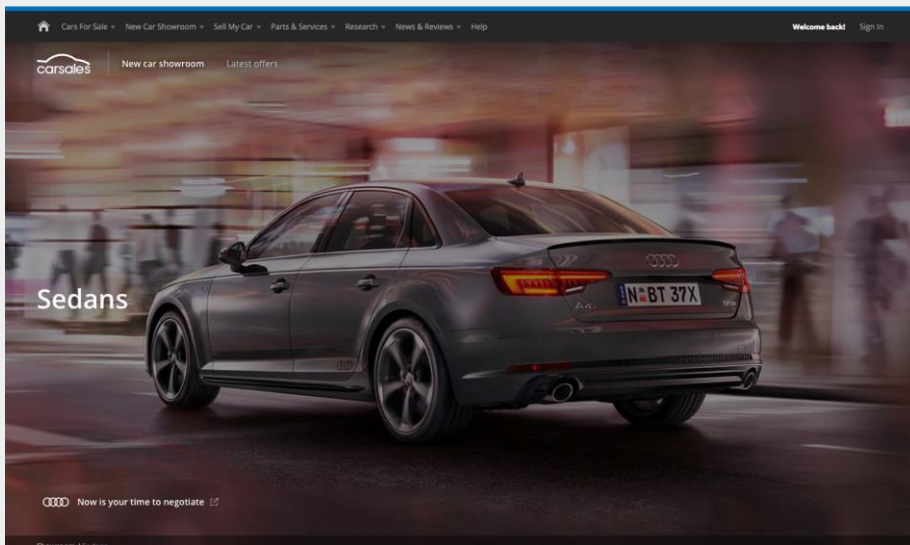 Cars For Sale New Car Showroom Sell My Car Parts & Services Research News & Reviews Help Welcome back! Sign In
carsales New car showroom Latest offers
Sedans
A4
N BT 37X
Now is your time to negotiate